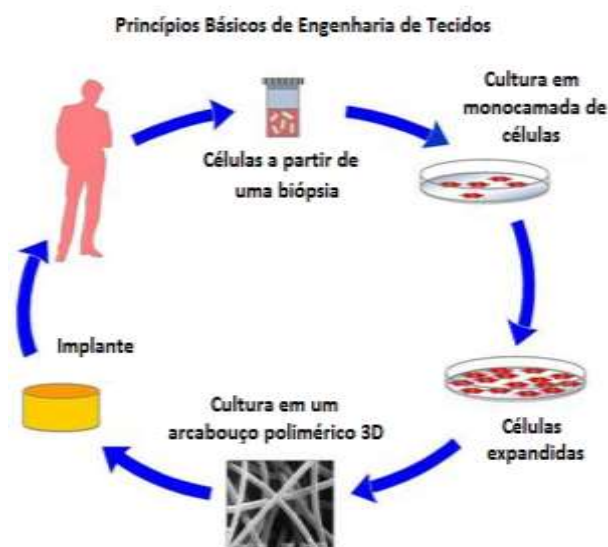 Princípios Básicos de Engenharia de Tecidos
Células a partir de
uma biópsia
Cultura em
monocamada de
células
Células
expandidas
Cultura em um
arcabouço polimérico 3D
Implante